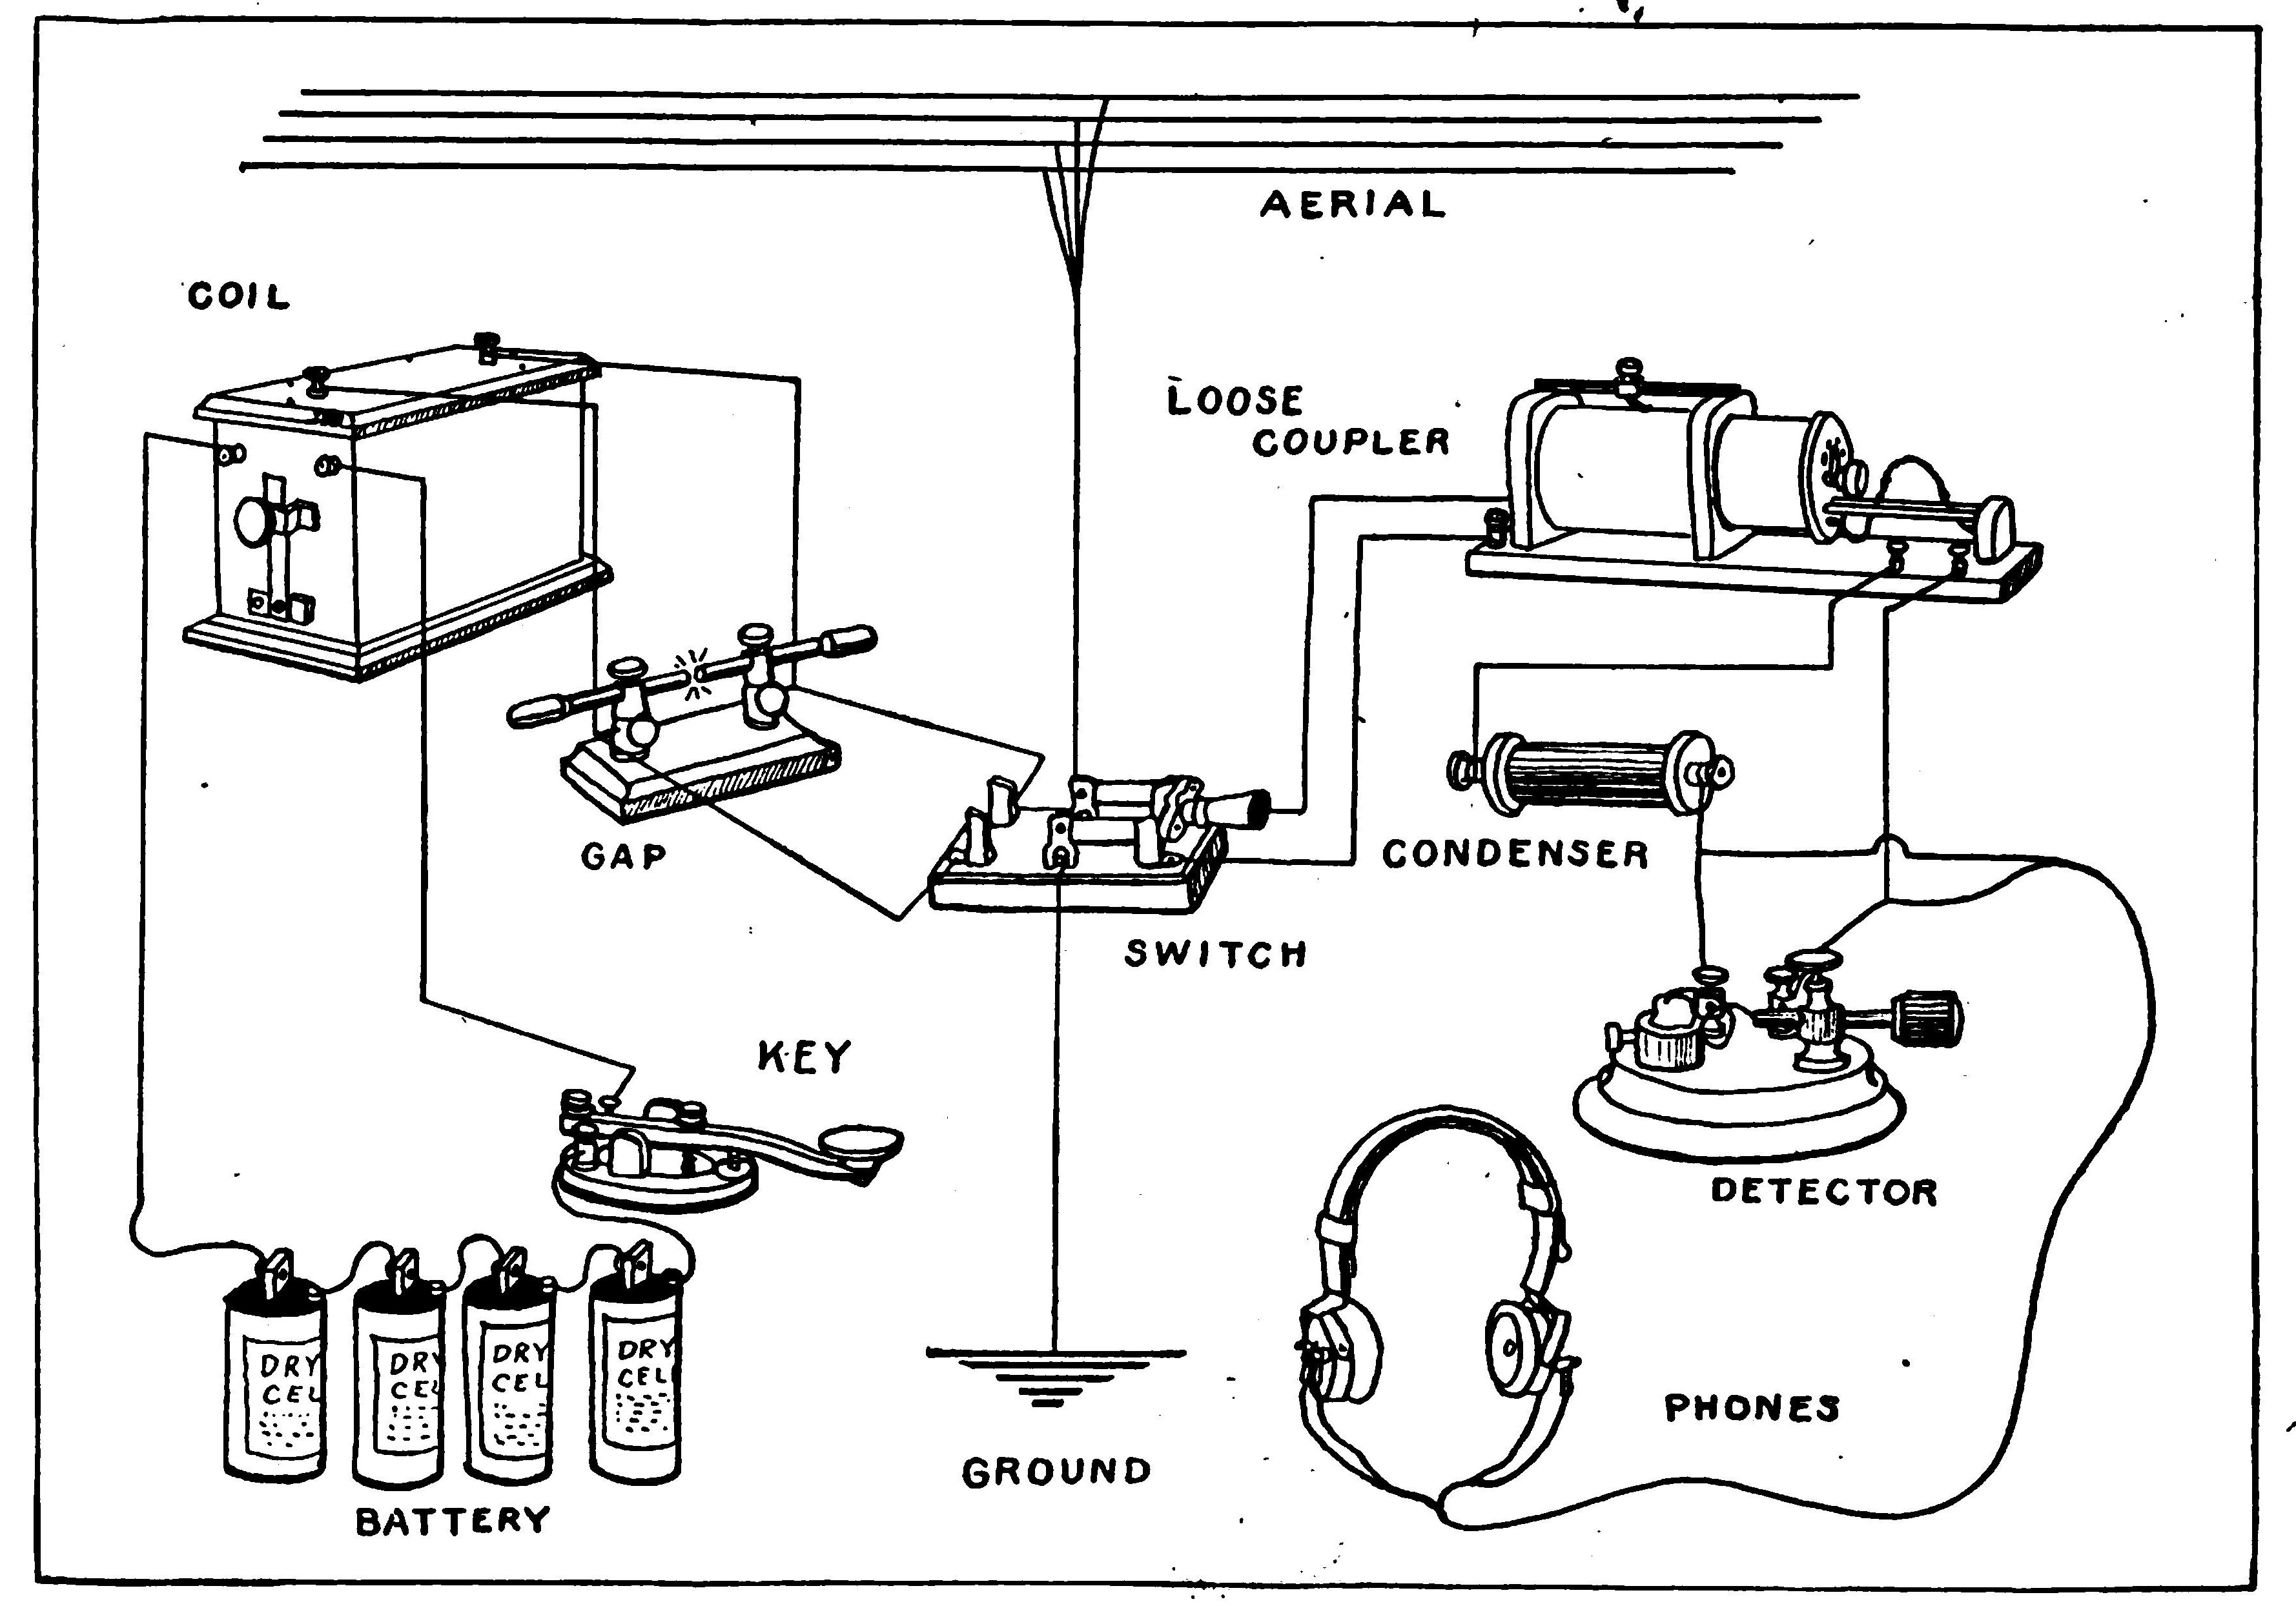 AERIAL
COIL
LOOSE
COUPLER
GAP
CONDENSER
SWITCH
KEY
DETECTOR
DRY
CEL
DRY
CEL
DRY
CEL
DRY
CEL
PHONES
GROUND
BATTERY